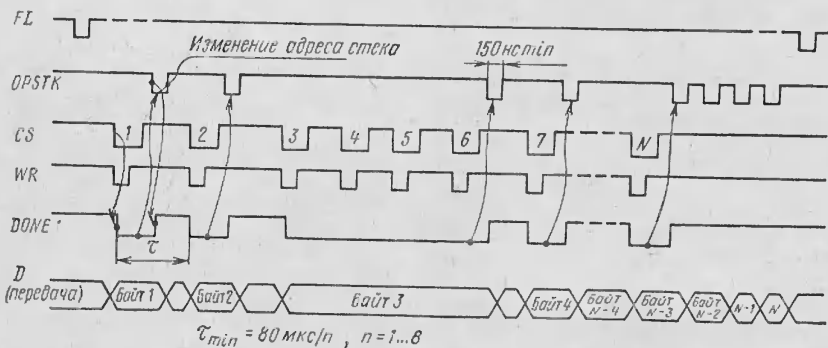 FL
Изменение адреса стека
150 нс min
OPSTK
CS 1 2 3 4 5 6 7 N
WR
DONE
τ
D
(передача)
Байт 1 Байт 2 Байт 3 Байт 4 Байт N-4 Байт N-3 Байт N-2 N-1 N
τmin = 80 мкс/n , n = 1...8